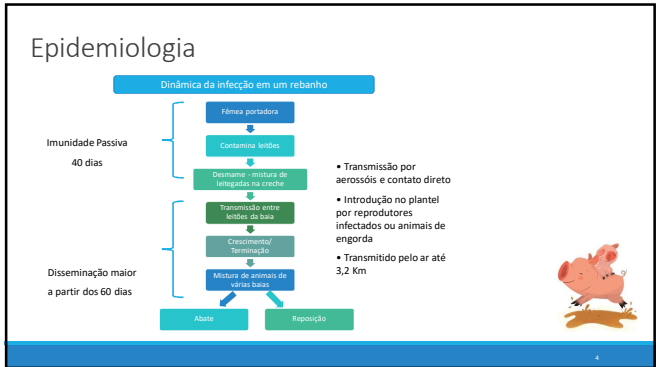 Epidemiologia
Dinâmica da infecção em um rebanho
Imunidade Passiva
40 dias
Disseminação maior
a partir dos 60 dias
Fêmea portadora
Contamina leitões
Desmame - mistura de
leitegadas na creche
Transmissão entre
leitões da baia
Crescimento/
Terminação
Mistura de animais de
várias baias
Abate
Reposição
• Transmissão por
aerossóis e contato direto
• Introdução no plantel
por reprodutores
infectados ou animais de
engorda
• Transmitido pelo ar até
3,2 Km
4